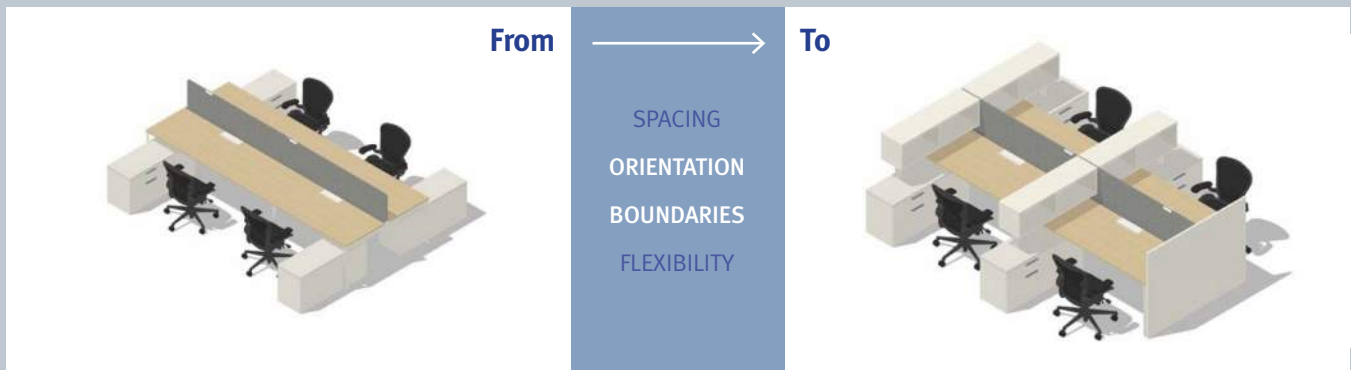 From
To
SPACING
ORIENTATION
BOUNDARIES
FLEXIBILITY